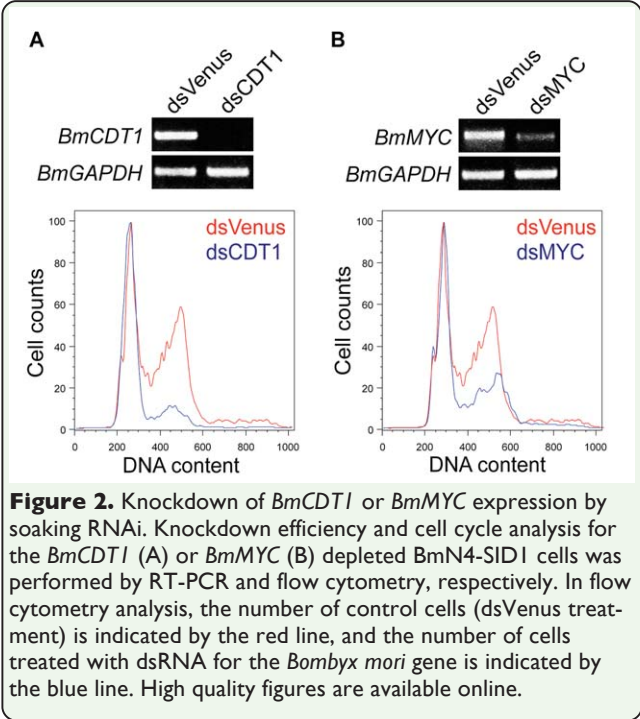 A
dsVenus
dsCDT1
BmCDT1
BmGAPDH
dsVenus
dsCDT1
Cell counts
100
80
60
40
20
0
0 200 400 600 800 1000
DNA content
B
dsVenus
dsMYC
BmMYC
BmGAPDH
dsVenus
dsMYC
Cell counts
100
80
60
40
20
0
0 200 400 600 800 1000
DNA content
Figure 2. Knockdown of BmCDT1 or BmMYC expression by
soaking RNAi. Knockdown efficiency and cell cycle analysis for
the BmCDT1 (A) or BmMYC (B) depleted BmN4-SID1 cells was
performed by RT-PCR and flow cytometry, respectively. In flow
cytometry analysis, the number of control cells (dsVenus treat-
ment) is indicated by the red line, and the number of cells
treated with dsRNA for the Bombyx mori gene is indicated by
the blue line. High quality figures are available online.